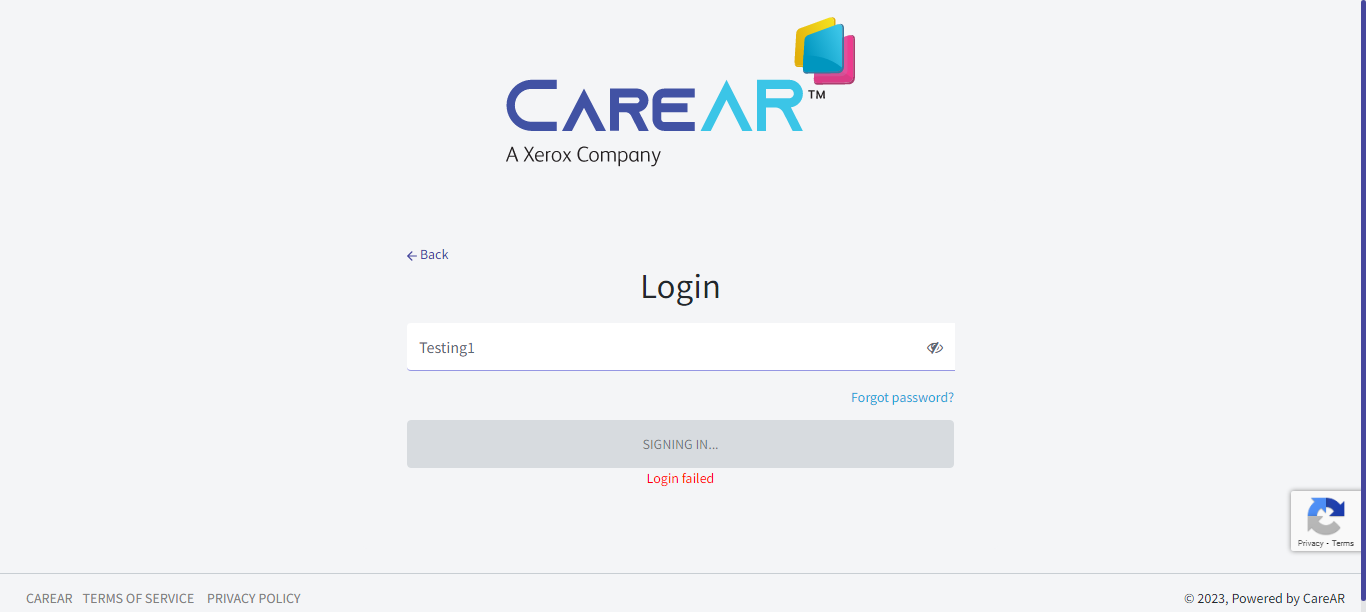 CAREAR™
A Xerox Company
Back
Login
Testing1
Forgot password?
SIGNING IN...
Login failed
Privacy - Terms
CAREAR TERMS OF SERVICE PRIVACY POLICY
© 2023, Powered by CareAR